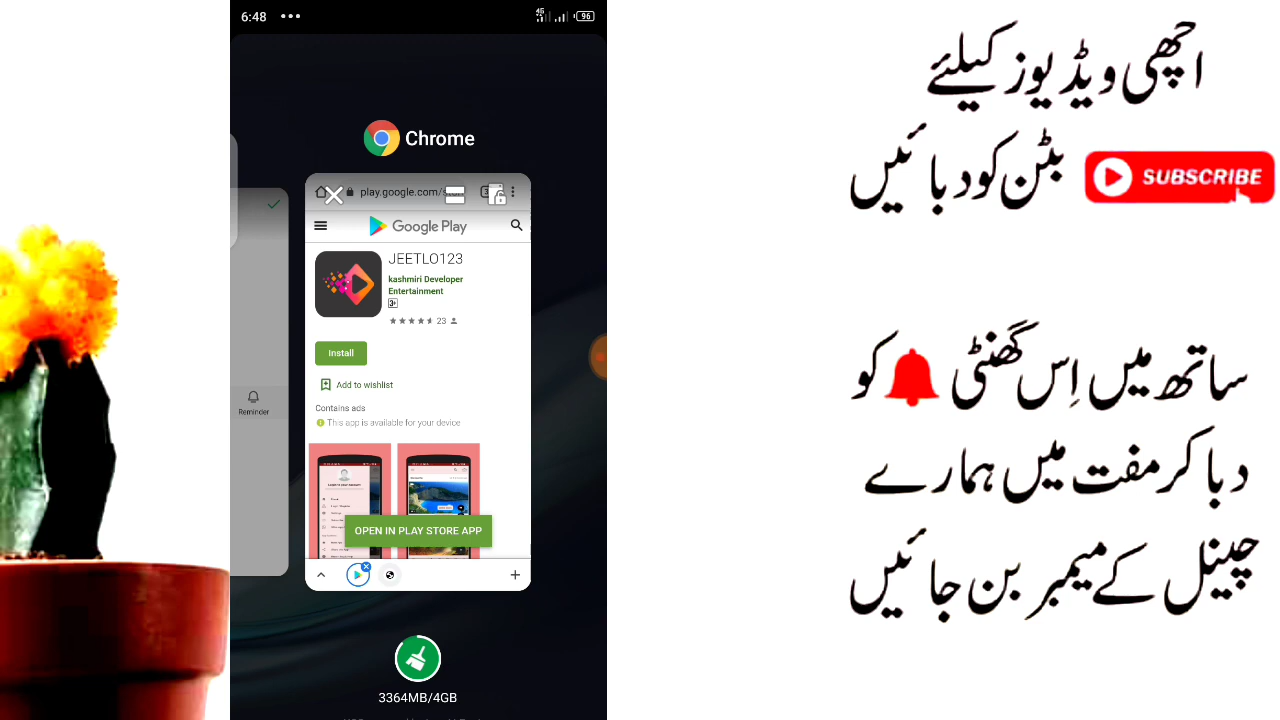 6:48
4G
96
Chrome
play.google.com/s
Google Play
JEETLO123
kashmiri Developer
Entertainment
3+
23
Install
Add to wishlist
Contains ads
This app is available for your device
Reminder
OPEN IN PLAY STORE APP
3364MB/4GB
اچھی ویڈیوز کیلئے
بٹن کو دبائیں
SUBSCRIBE
ساتھ میں اِس گھنٹی کو
دبا کر مفت میں ہمارے
چینل کے میمبر بن جائیں